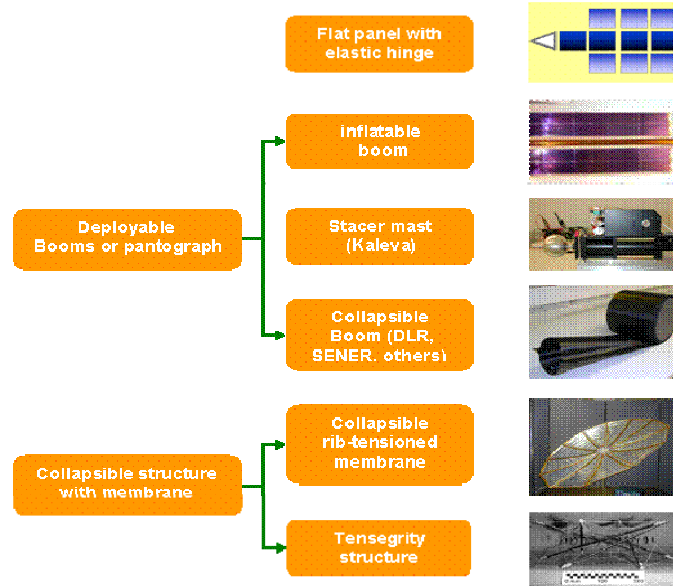 Flat panel with
elastic hinge
inflatable
boom
Deployable
Booms or pantograph
Stacer mast
(Kaleva)
Collapsible
Boom (DLR,
SENER, others)
Collapsible
rib-tensioned
membrane
Collapsible structure
with membrane
Tensegrity
structure